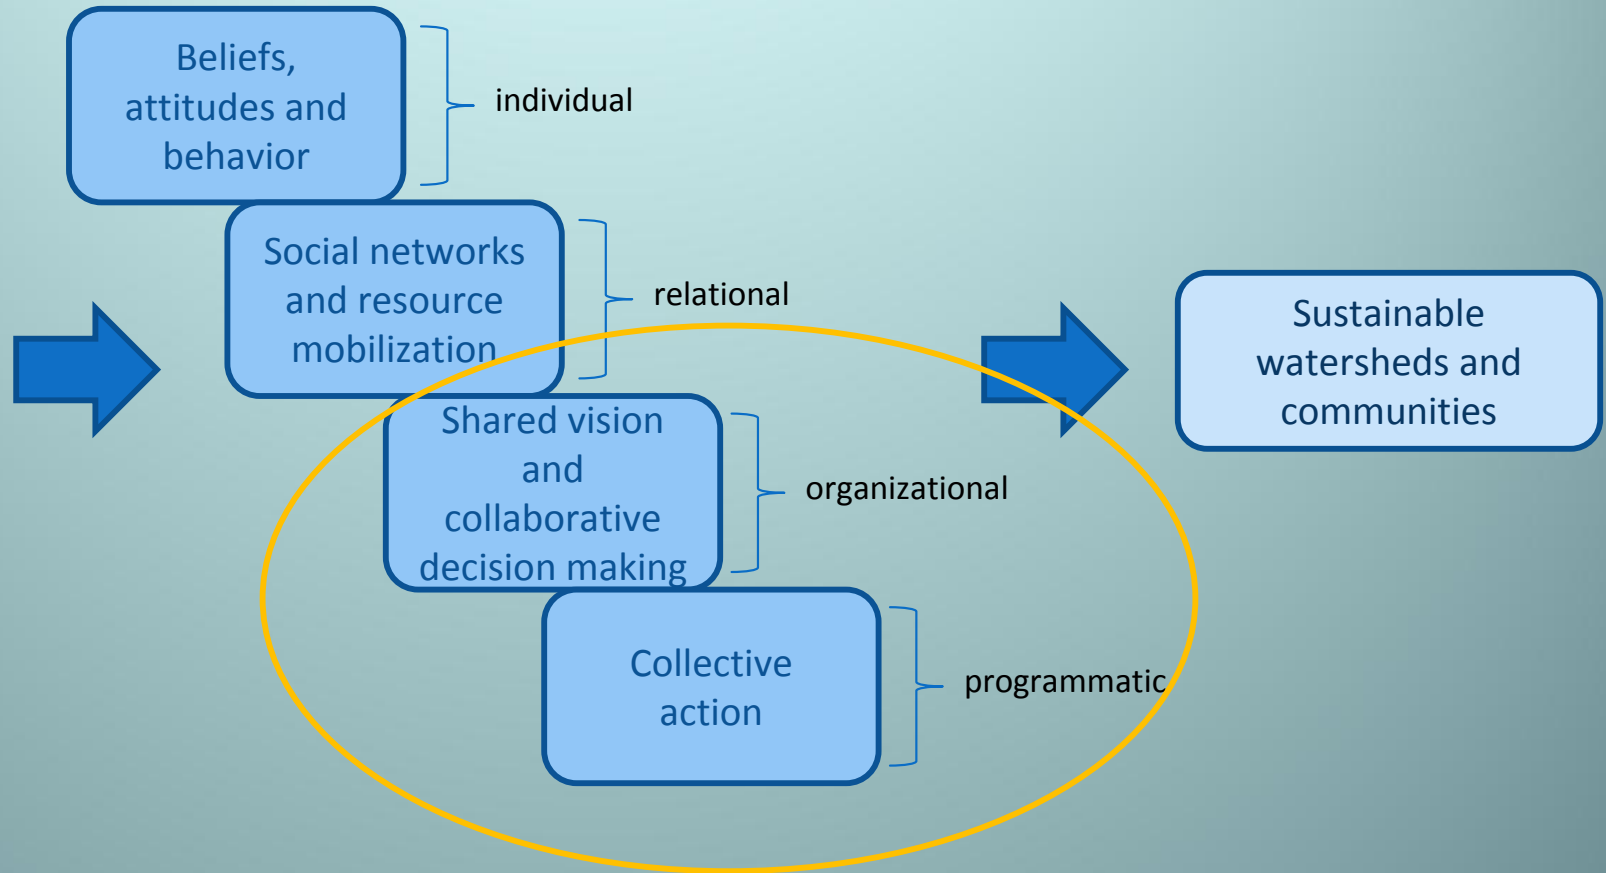 Beliefs,
attitudes and
behavior
individual
Social networks
and resource
mobilization
relational
Shared vision
and
collaborative
decision making
organizational
Collective
action
programmatic
Sustainable
watersheds and
communities